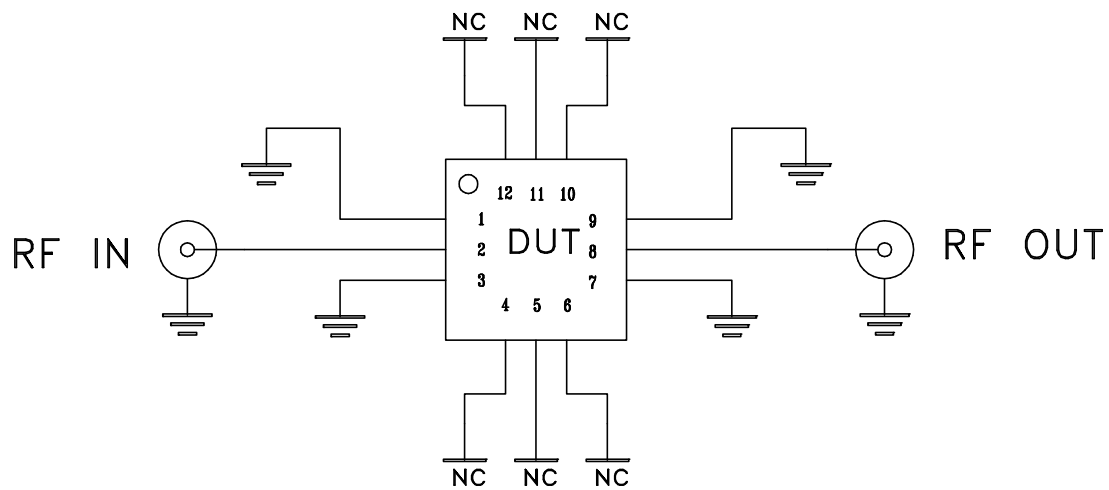 NC NC NC
12 11 10
1 9
RF IN 2 DUT 8 RF OUT
3 7
4 5 6
NC NC NC